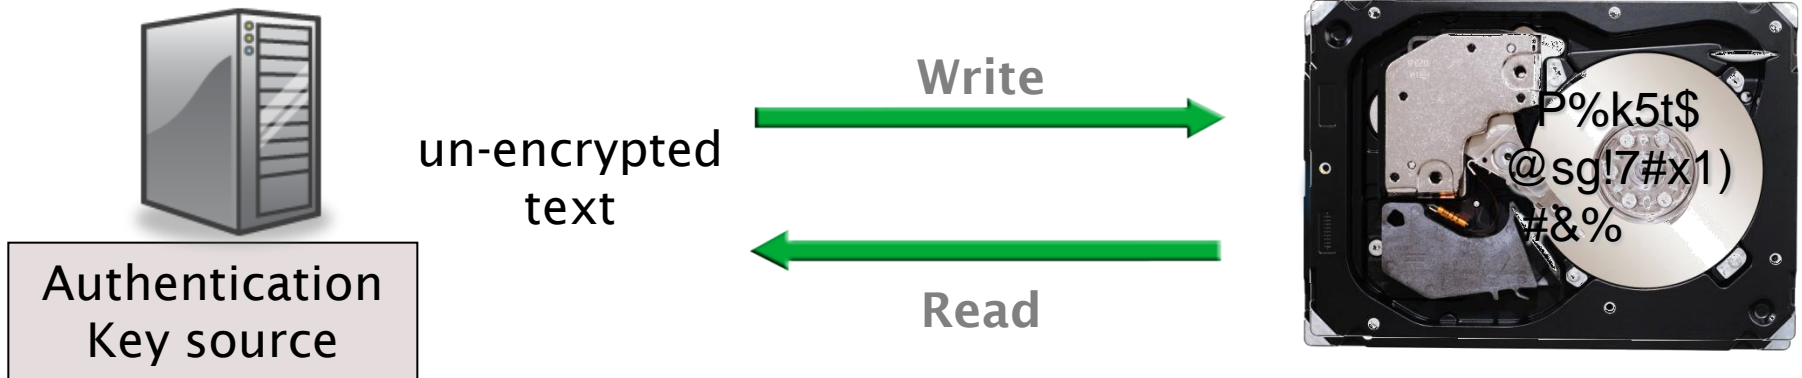 Write
un-encrypted
text
Read
Authentication
Key source
P%k5t$
@sg!7#x1)
#&%